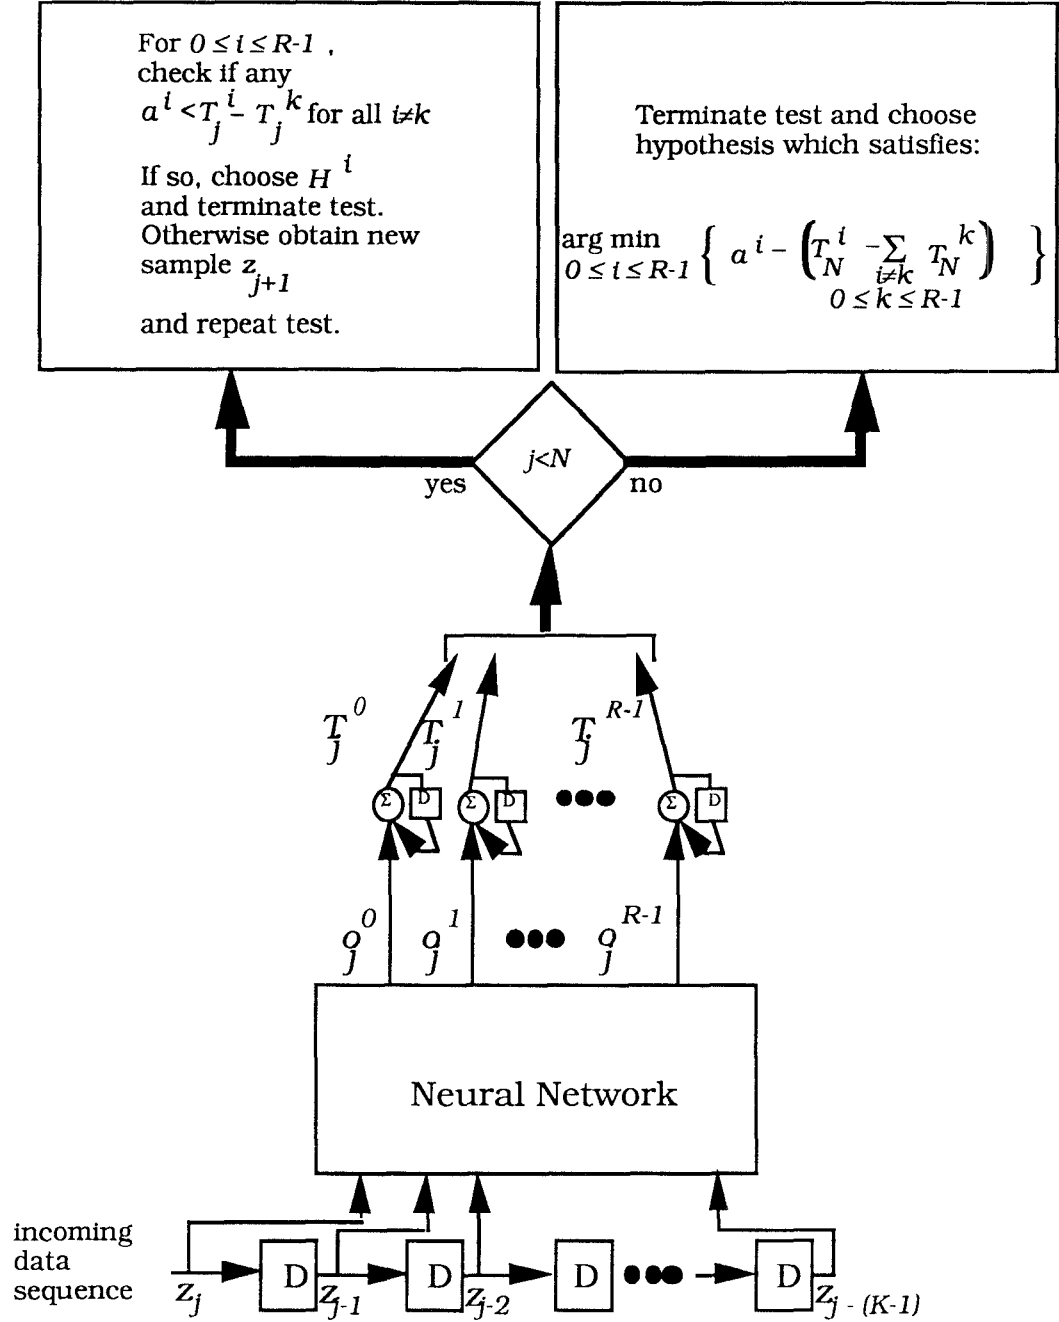 For 0 ≤ i ≤ R-1 ,
check if any
a^i < T_j^i - T_j^k for all i≠k
If so, choose H^i
and terminate test.
Otherwise obtain new
sample z_{j+1}
and repeat test.
Terminate test and choose
hypothesis which satisfies:
arg min { a^i - ( T_N^i - Σ T_N^k ) }
0 ≤ i ≤ R-1
i≠k
0 ≤ k ≤ R-1
j<N
yes
no
T_j^0
T_j^1
T_j^{R-1}
Σ D Σ D ••• Σ D
o_j^0
o_j^1
•••
o_j^{R-1}
Neural Network
incoming
data
sequence
z_j
D
z_{j-1}
D
z_{j-2}
D
•••
D
z_{j - (K-1)}